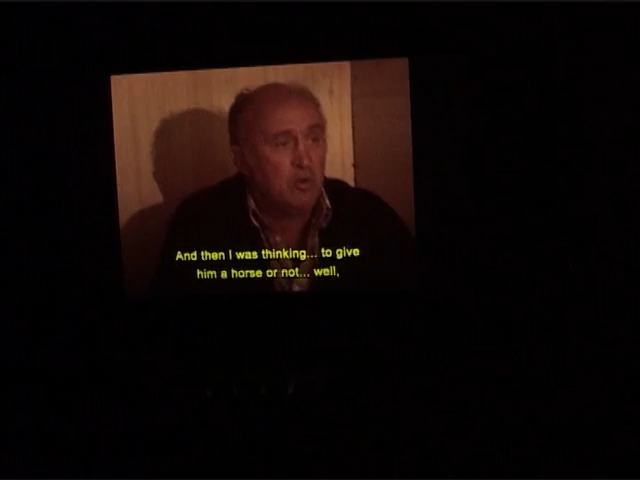 And then I was thinking... to give
him a horse or not... well,